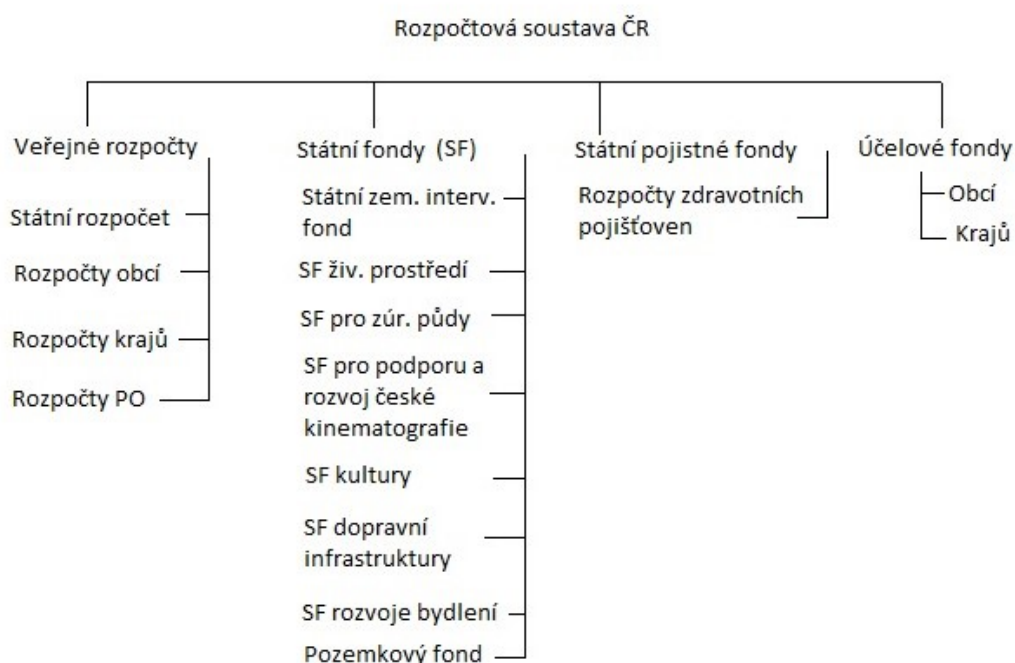 Rozpočtová soustava ČR
Veřejné rozpočty
Státní rozpočet
Rozpočty obcí
Rozpočty krajů
Rozpočty PO
Státní fondy (SF)
Státní zem. interv.
fond
SF živ. prostředí
SF pro zúr. půdy
SF pro podporu a
rozvoj české
kinematografie
SF kultury
SF dopravní
infrastruktury
SF rozvoje bydlení
Pozemkový fond
Státní pojistné fondy
Rozpočty zdravotních
pojišťoven
Účelové fondy
Obcí
Krajů